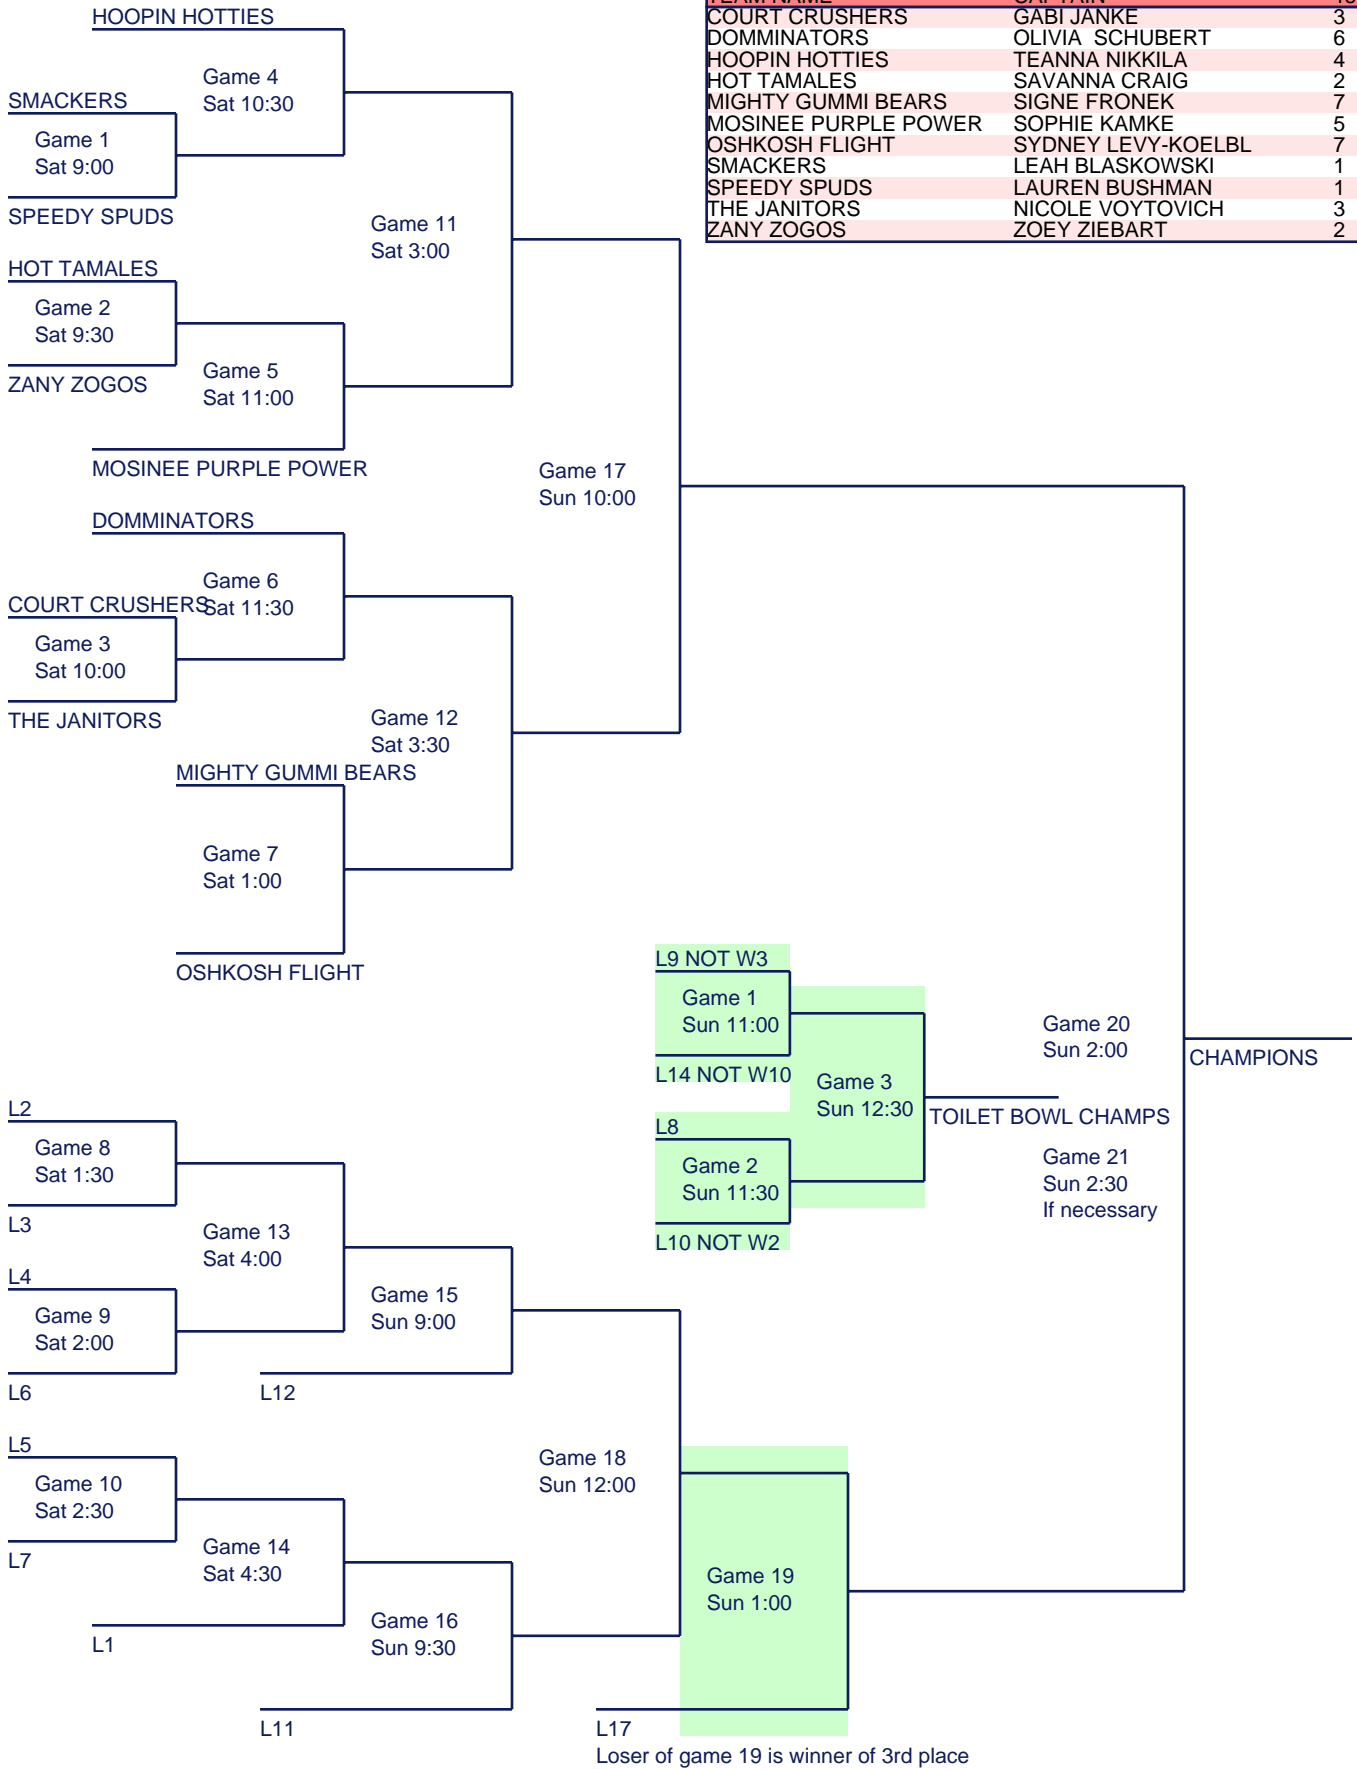 TEAM NAME CAPTAIN
COURT CRUSHERS GABI JANKE 3
DOMMINATORS OLIVIA SCHUBERT 6
HOOPIN HOTTIES TEANNA NIKKILA 4
HOT TAMALES SAVANNA CRAIG 2
MIGHTY GUMMI BEARS SIGNE FRONEK 7
MOSINEE PURPLE POWER SOPHIE KAMKE 5
OSHKOSH FLIGHT SYDNEY LEVY-KOELBL 7
SMACKERS LEAH BLASKOWSKI 1
SPEEDY SPUDS LAUREN BUSHMAN 1
THE JANITORS NICOLE VOYTOVICH 3
ZANY ZOGOS ZOEY ZIEBART 2
HOOPIN HOTTIES
Game 4
Sat 10:30
SMACKERS
Game 1
Sat 9:00
SPEEDY SPUDS
Game 11
Sat 3:00
HOT TAMALES
Game 2
Sat 9:30
ZANY ZOGOS
Game 5
Sat 11:00
MOSINEE PURPLE POWER
Game 17
Sun 10:00
DOMMINATORS
Game 6
Sat 11:30
COURT CRUSHERS
Game 3
Sat 10:00
THE JANITORS
Game 12
Sat 3:30
MIGHTY GUMMI BEARS
Game 7
Sat 1:00
OSHKOSH FLIGHT
L9 NOT W3
Game 1
Sun 11:00
L14 NOT W10
Game 3
Sun 12:30
L8
Game 2
Sun 11:30
L10 NOT W2
TOILET BOWL CHAMPS
Game 20
Sun 2:00
CHAMPIONS
Game 21
Sun 2:30
If necessary
L2
Game 8
Sat 1:30
L3
Game 13
Sat 4:00
L4
Game 9
Sat 2:00
L6
Game 15
Sun 9:00
L12
L5
Game 10
Sat 2:30
L7
Game 14
Sat 4:30
L1
Game 16
Sun 9:30
L11
Game 18
Sun 12:00
Game 19
Sun 1:00
L17
Loser of game 19 is winner of 3rd place